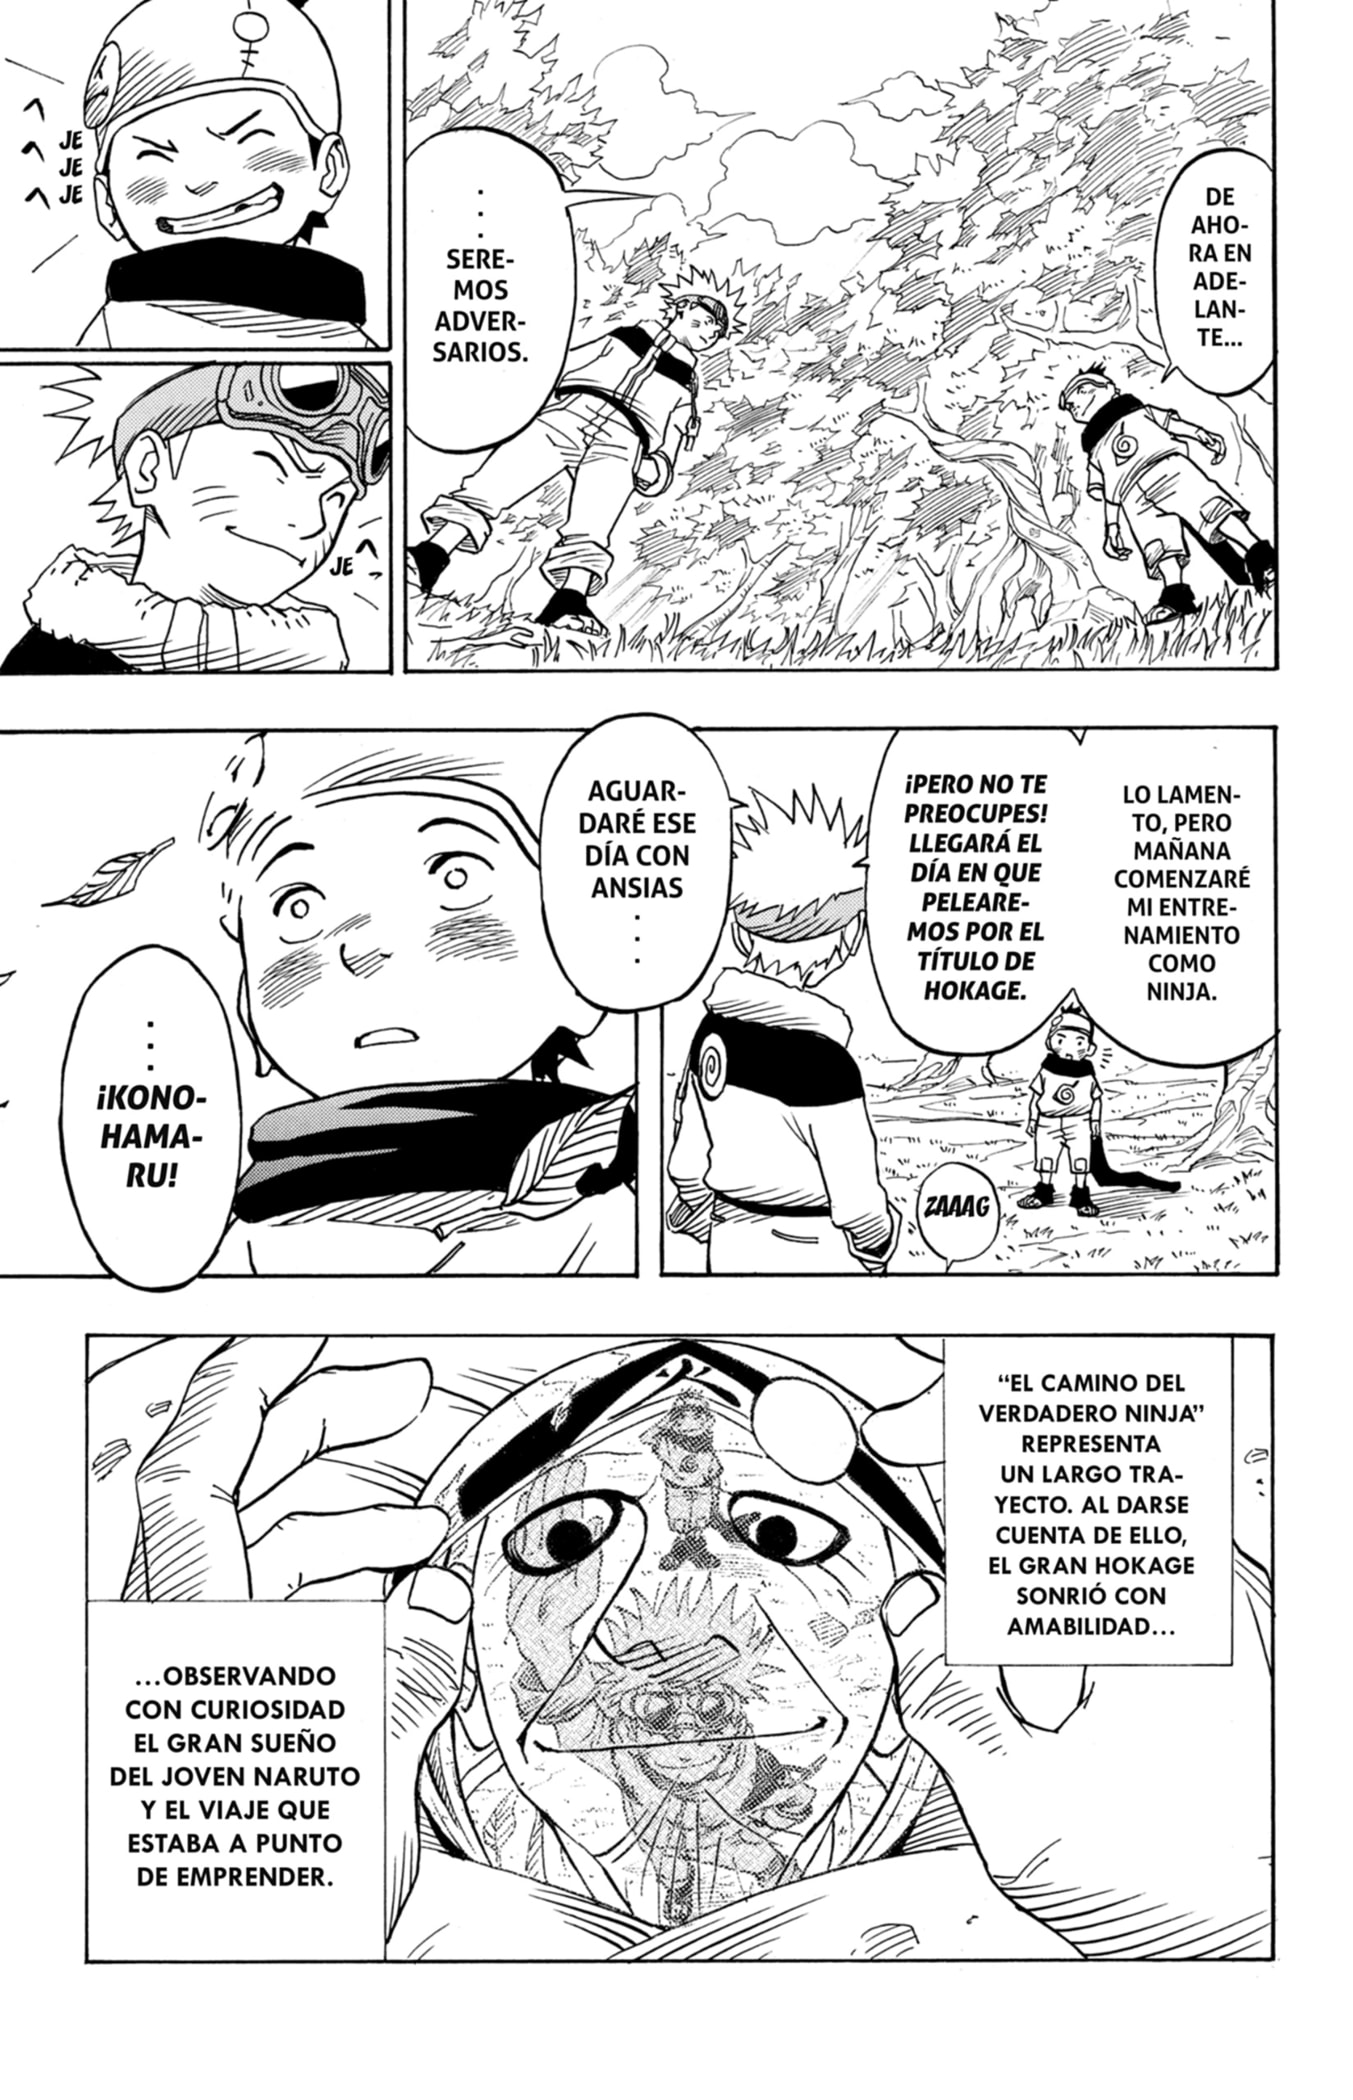 DE
AHO-
RA EN
ADE-
LAN-
TE...
...
SERE-
MOS
ADVER-
SARIOS.
へ
へ
へ
JE
JE
JE
JE
へ
LO LAMEN-
TO, PERO
MAÑANA
COMENZARÉ
MI ENTRE-
NAMIENTO
COMO
NINJA.
¡PERO NO TE
PREOCUPES!
LLEGARÁ EL
DÍA EN QUE
PELEARE-
MOS POR EL
TÍTULO DE
HOKAGE.
ZAAAG
AGUAR-
DARÉ ESE
DÍA CON
ANSIAS
...
...
¡KONO-
HAMA-
RU!
“EL CAMINO DEL
VERDADERO NINJA”
REPRESENTA
UN LARGO TRA-
YECTO. AL DARSE
CUENTA DE ELLO,
EL GRAN HOKAGE
SONRIÓ CON
AMABILIDAD...
...OBSERVANDO
CON CURIOSIDAD
EL GRAN SUEÑO
DEL JOVEN NARUTO
Y EL VIAJE QUE
ESTABA A PUNTO
DE EMPRENDER.